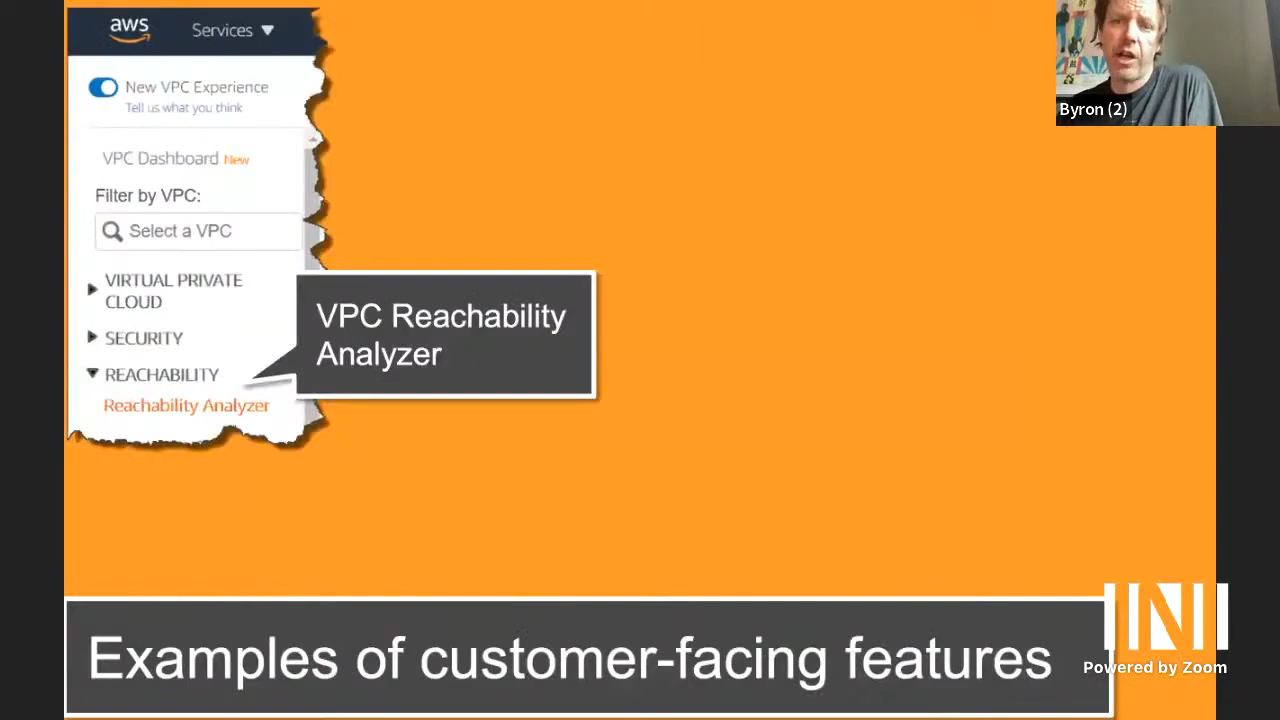 aws
Services
New VPC Experience
Tell us what you think
VPC Dashboard New
Filter by VPC:
Select a VPC
VIRTUAL PRIVATE
CLOUD
SECURITY
REACHABILITY
Reachability Analyzer
VPC Reachability
Analyzer
Byron (2)
Examples of customer-facing features
INI
Powered by Zoom